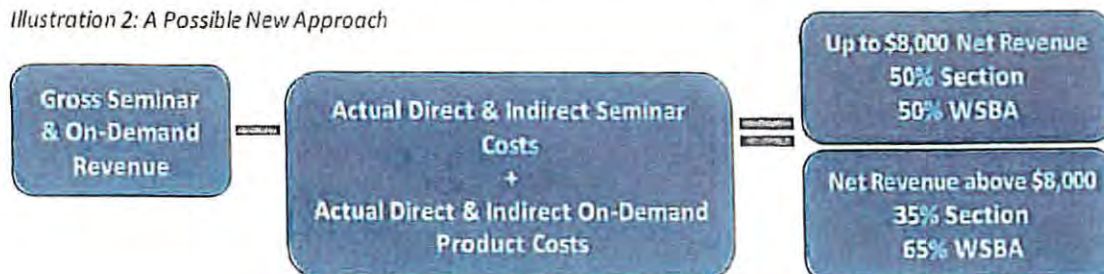 Illustration 2: A Possible New Approach
Gross Seminar
& On-Demand
Revenue
Actual Direct & Indirect Seminar
Costs
+
Actual Direct & Indirect On-Demand
Product Costs
Up to $8,000 Net Revenue
50% Section
50% WSBA
Net Revenue above $8,000
35% Section
65% WSBA